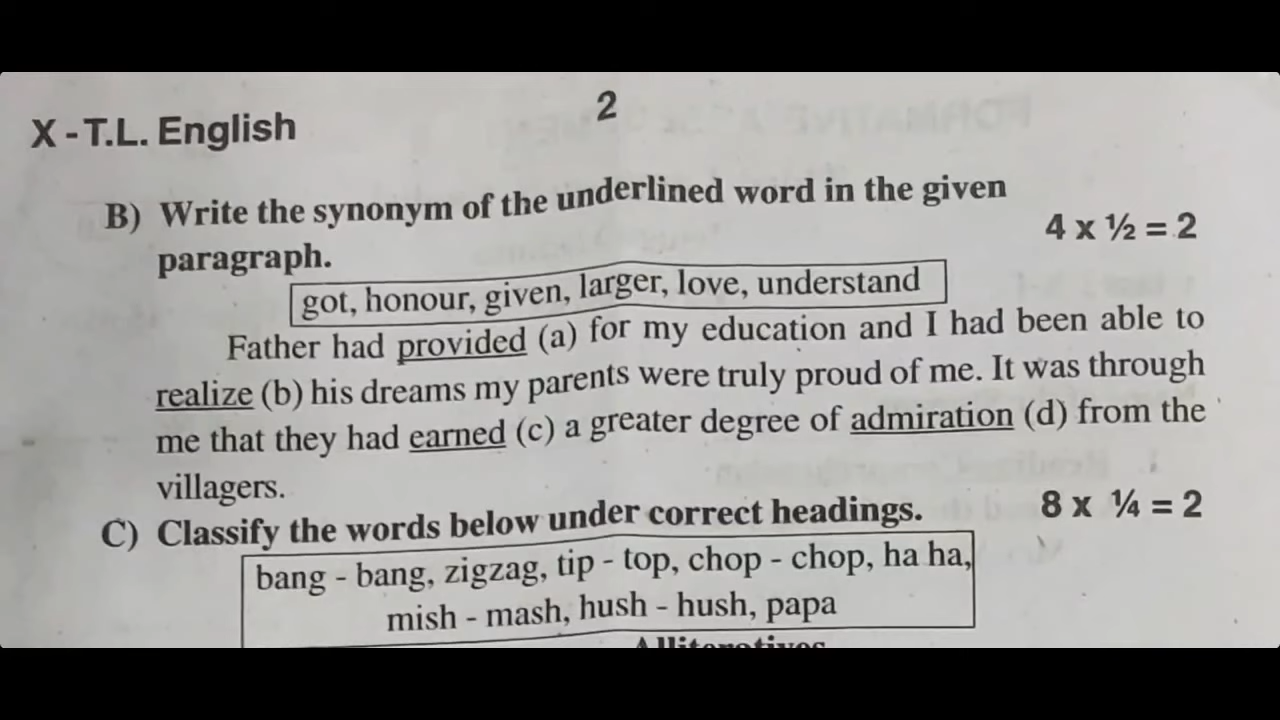 2
X - T.L. English
B) Write the synonym of the underlined word in the given
paragraph.
4 x ½ = 2
got, honour, given, larger, love, understand
Father had provided (a) for my education and I had been able to
realize (b) his dreams my parents were truly proud of me. It was through
me that they had earned (c) a greater degree of admiration (d) from the
villagers.
C) Classify the words below under correct headings.
8 x ¼ = 2
bang - bang, zigzag, tip - top, chop - chop, ha ha,
mish - mash, hush - hush, papa